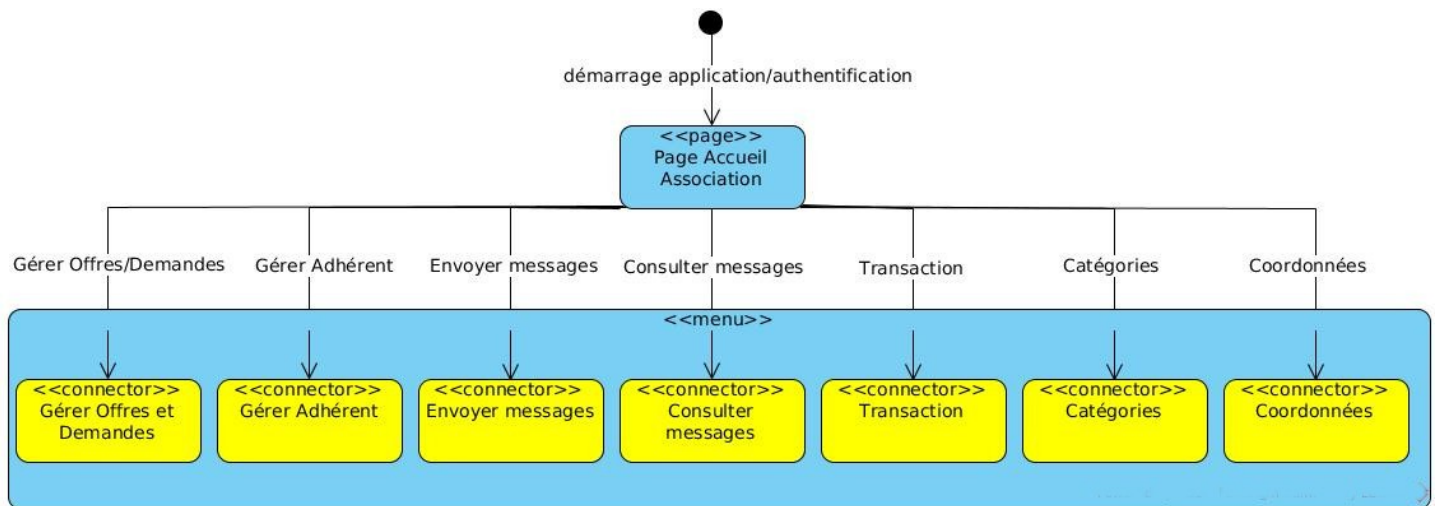 démarrage application/authentification
<<page>>
Page Accueil
Association
Gérer Offres/Demandes
Gérer Adhérent
Envoyer messages
Consulter messages
Transaction
Catégories
Coordonnées
<<menu>>
<<connector>>
Gérer Offres et
Demandes
<<connector>>
Gérer Adhérent
<<connector>>
Envoyer messages
<<connector>>
Consulter
messages
<<connector>>
Transaction
<<connector>>
Catégories
<<connector>>
Coordonnées